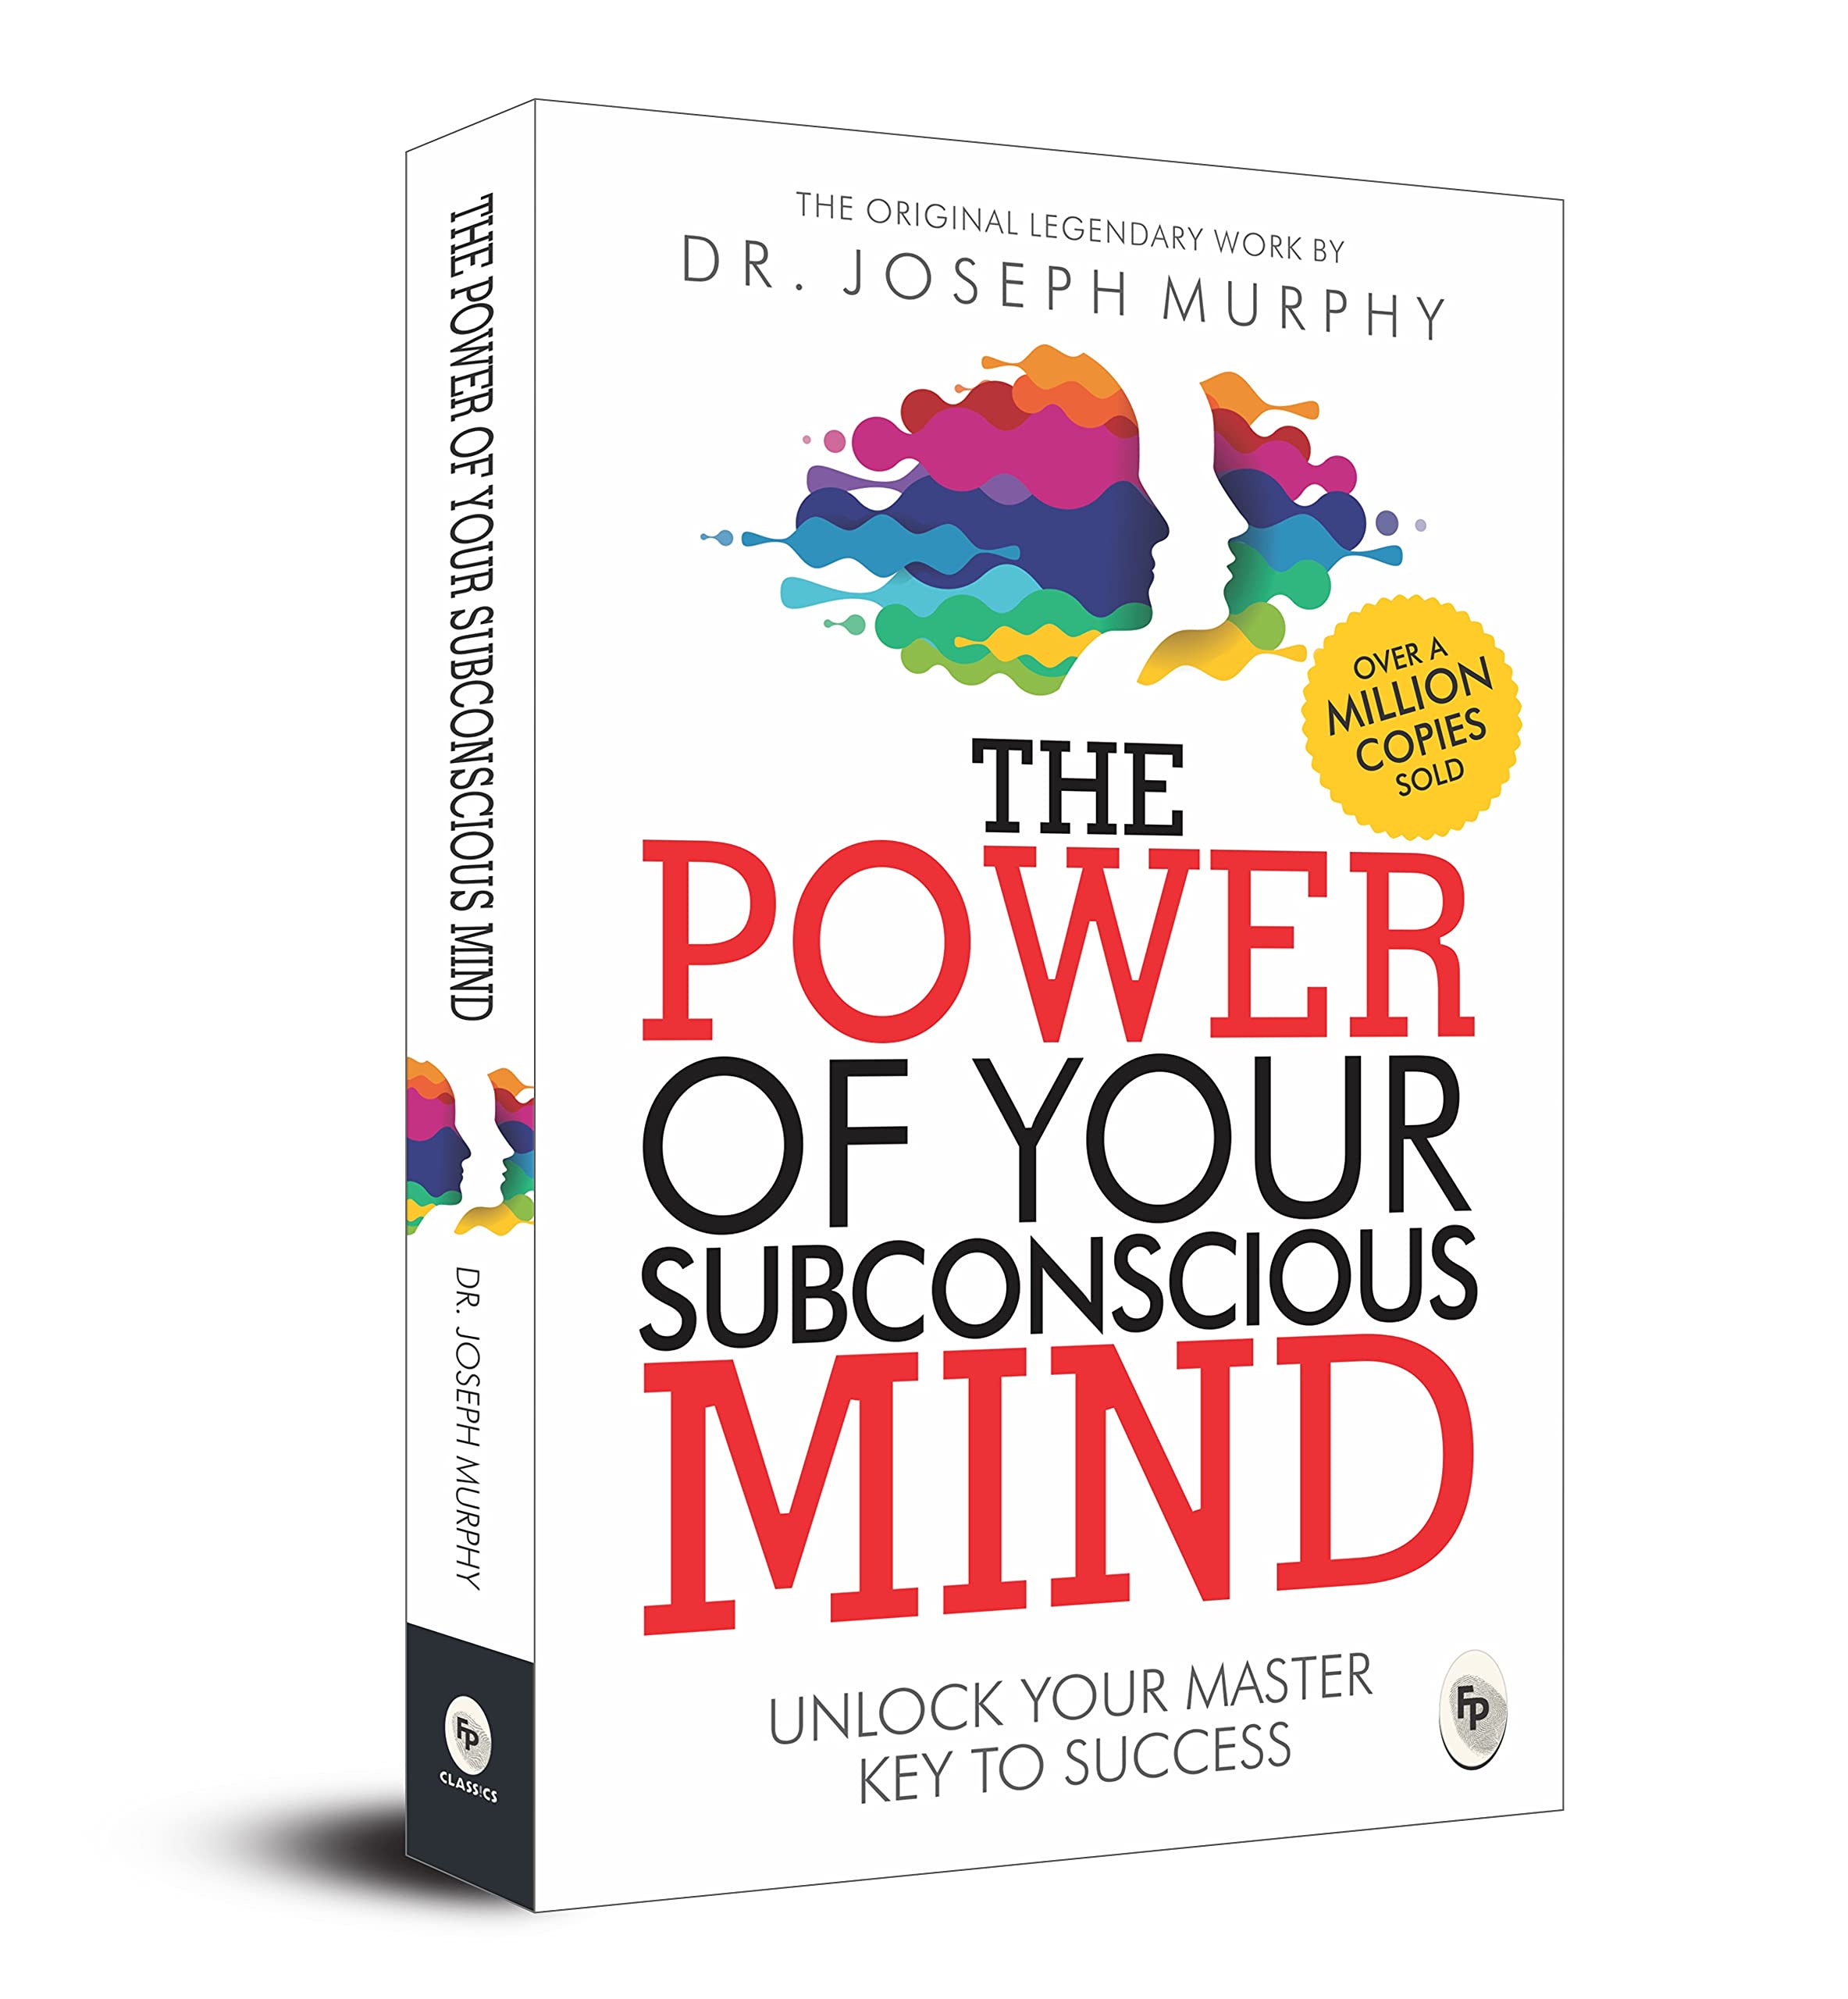 THE POWER OF YOUR SUBCONSCIOUS MIND
DR. JOSEPH MURPHY
FP
CLASSICS
THE ORIGINAL LEGENDARY WORK BY
DR. JOSEPH MURPHY
OVER A
MILLION
COPIES
SOLD
THE
POWER
OF YOUR
SUBCONSCIOUS
MIND
UNLOCK YOUR MASTER
KEY TO SUCCESS
FP